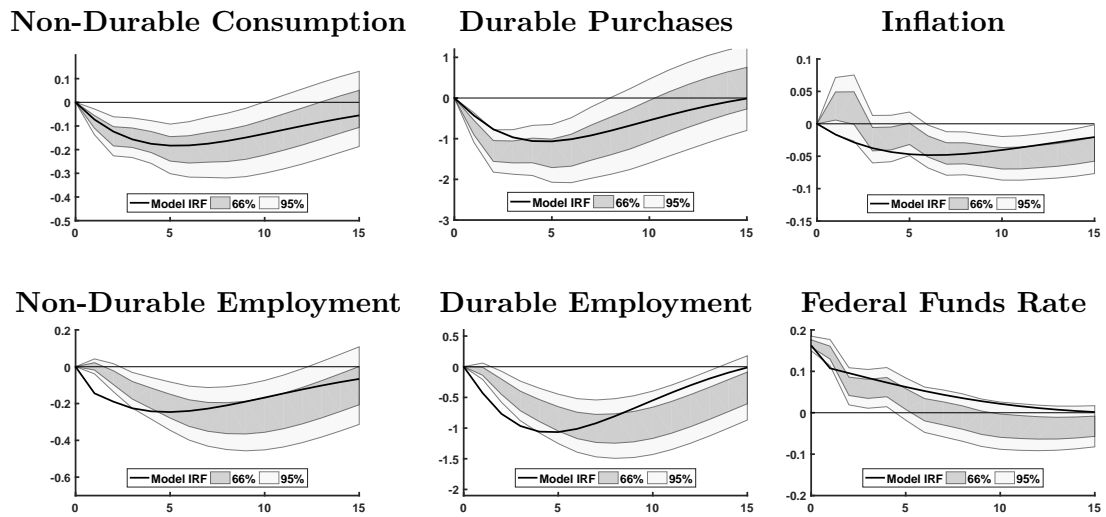 Non-Durable Consumption
0.1
0
-0.1
-0.2
-0.3
-0.4
-0.5
Model IRF 66% 95%
0 5 10 15
Durable Purchases
1
0
-1
-2
-3
Model IRF 66% 95%
0 5 10 15
Inflation
0.1
0.05
0
-0.05
-0.1
-0.15
Model IRF 66% 95%
0 5 10 15
Non-Durable Employment
0.2
0
-0.2
-0.4
-0.6
Model IRF 66% 95%
0 5 10 15
Durable Employment
0.5
0
-0.5
-1
-1.5
-2
Model IRF 66% 95%
0 5 10 15
Federal Funds Rate
0.2
0.1
0
-0.1
-0.2
Model IRF 66% 95%
0 5 10 15